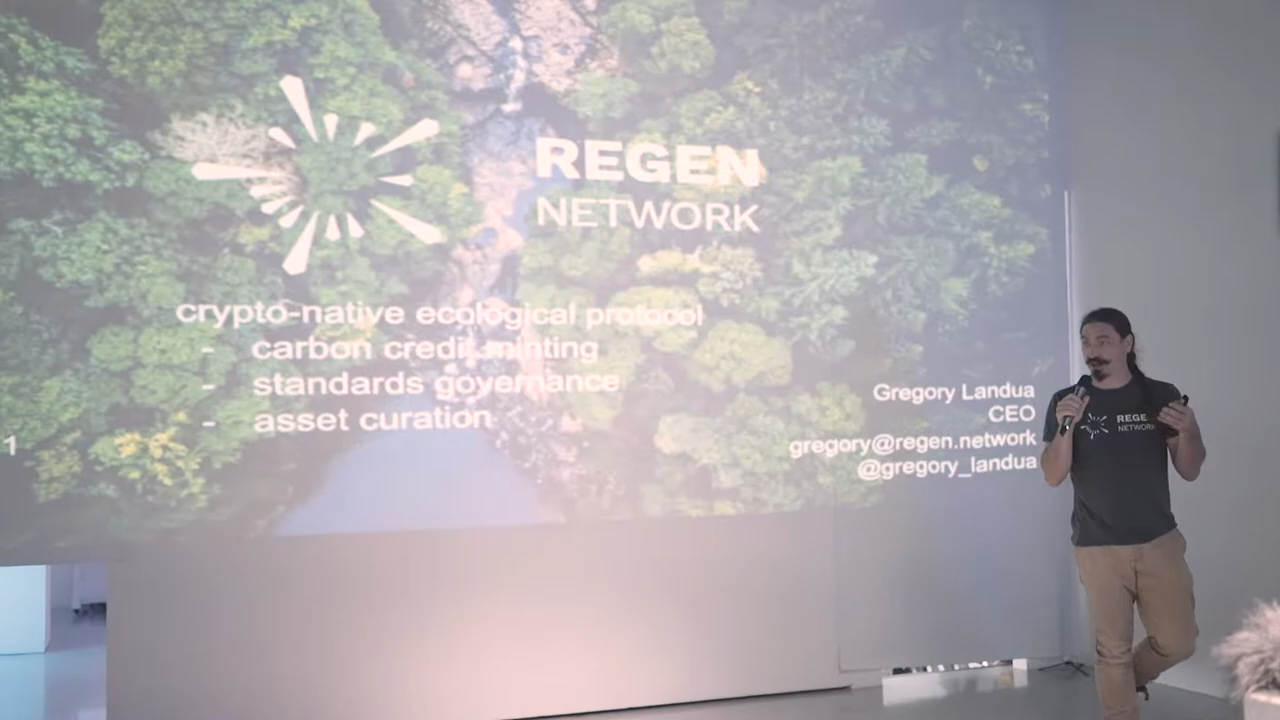 REGEN
NETWORK
crypto-native ecological protocol
- carbon credit minting
- standards governance
- asset curation
1
Gregory Landua
CEO
gregory@regen.network
@gregory_landua
REGE
NETWORK